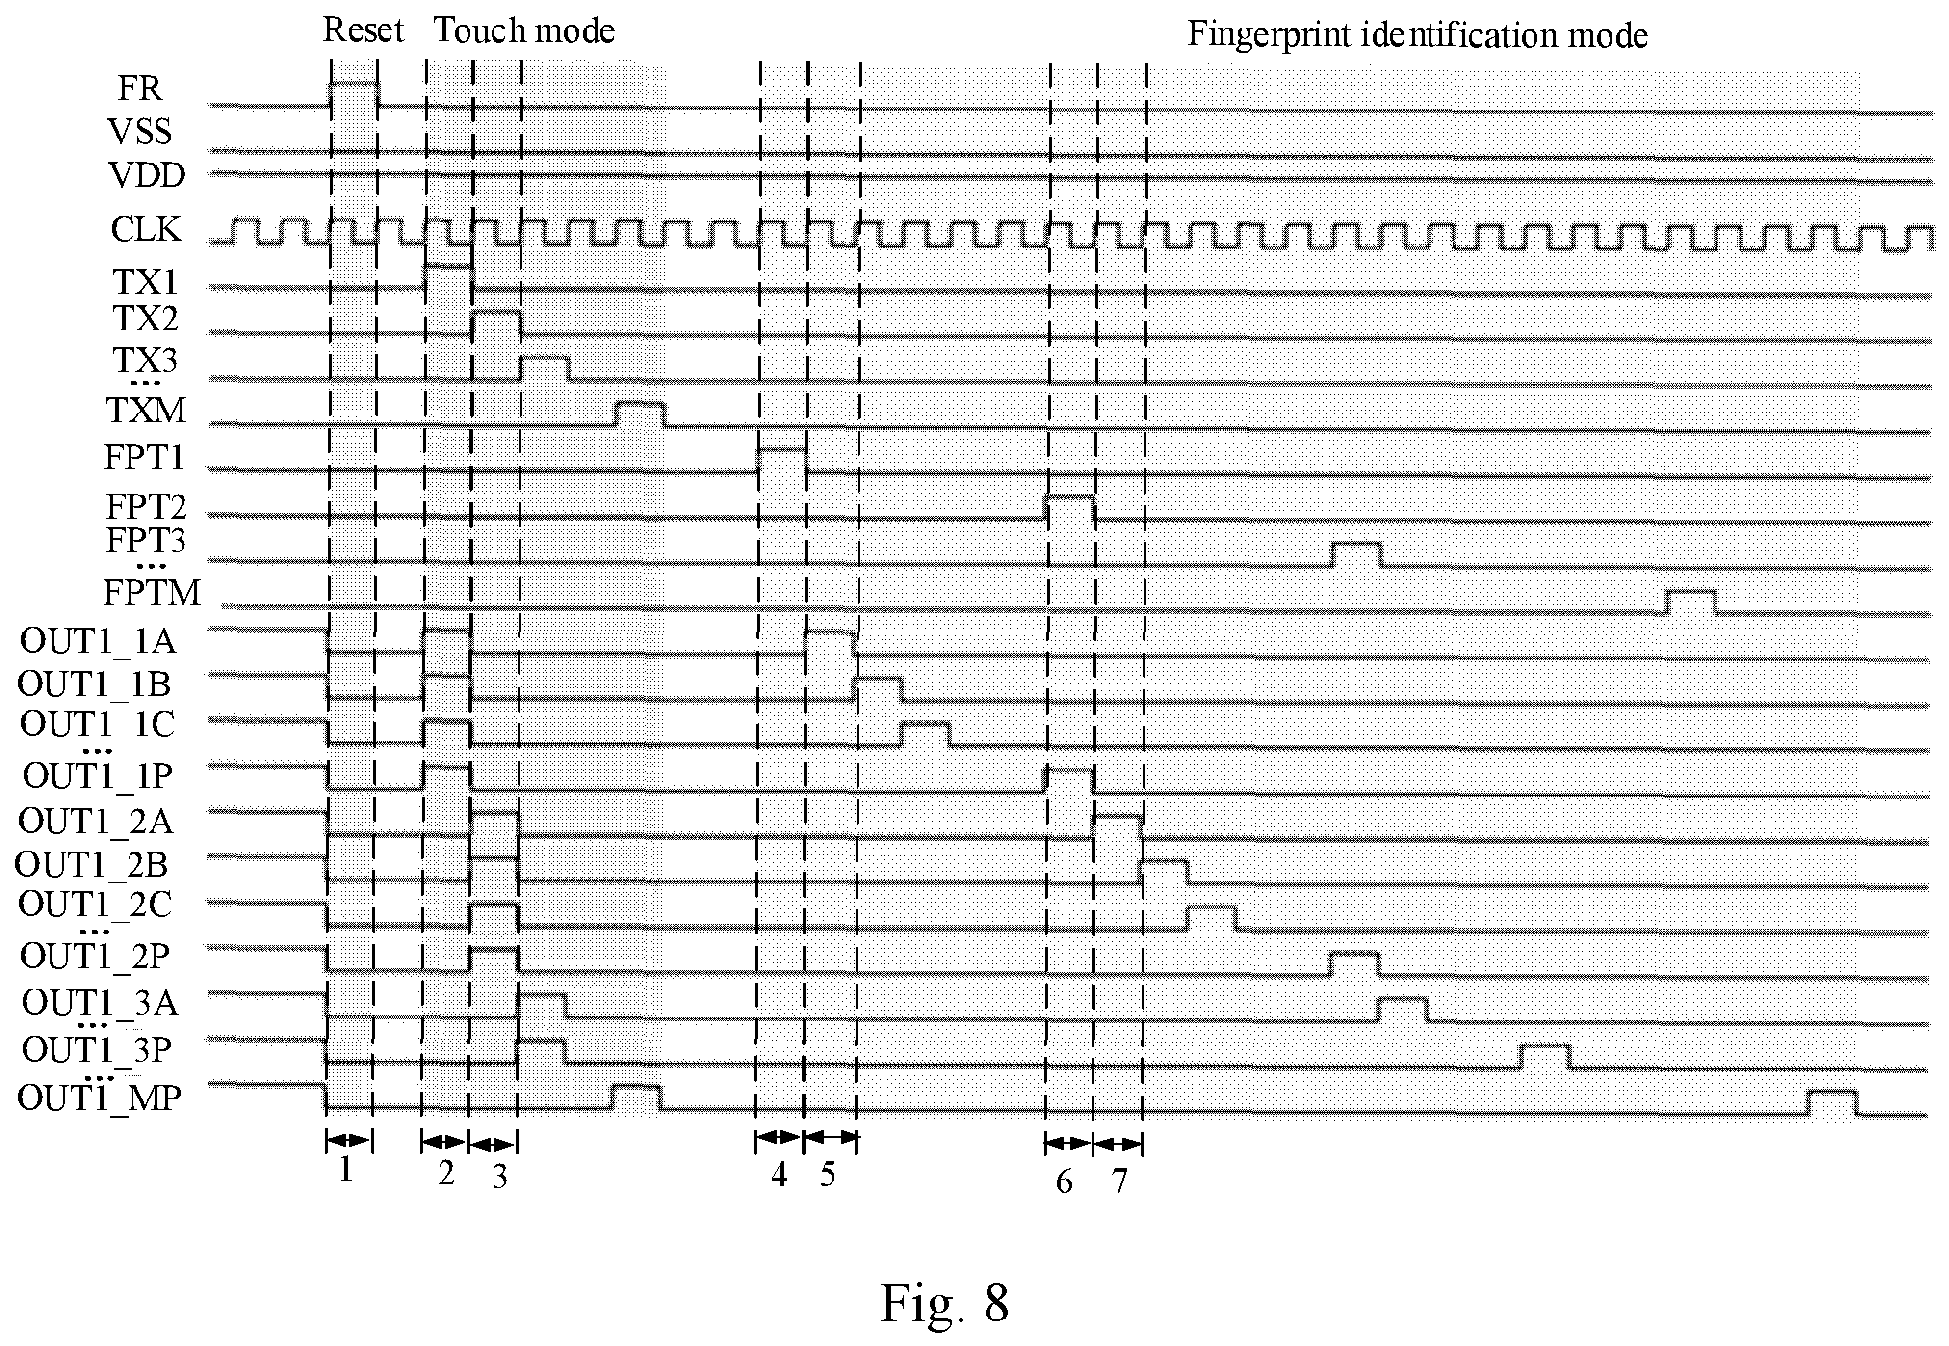 Reset Touch mode Fingerprint identification mode
FR
VSS
VDD
CLK
TX1
TX2
TX3
...
TXM
FPT1
FPT2
FPT3
...
FPTM
OUT1_1A
OUT1_1B
OUT1_1C
...
OUT1_1P
OUT1_2A
OUT1_2B
OUT1_2C
...
OUT1_2P
OUT1_3A
...
OUT1_3P
...
OUT1_MP
1 2 3 4 5 6 7
Fig. 8